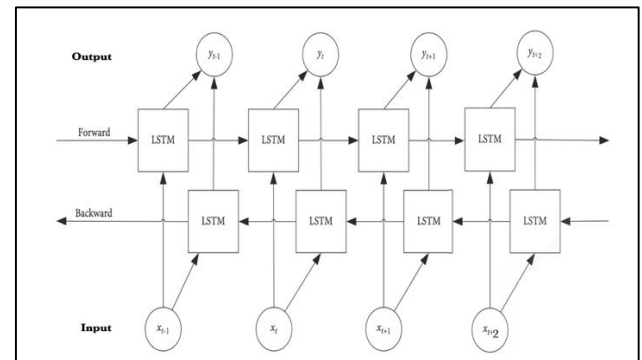 Output y_{t-1} y_t y_{t+1} y_{t+2}
Forward LSTM LSTM LSTM LSTM
Backward LSTM LSTM LSTM LSTM
Input x_{t-1} x_t x_{t+1} x_{t+2}